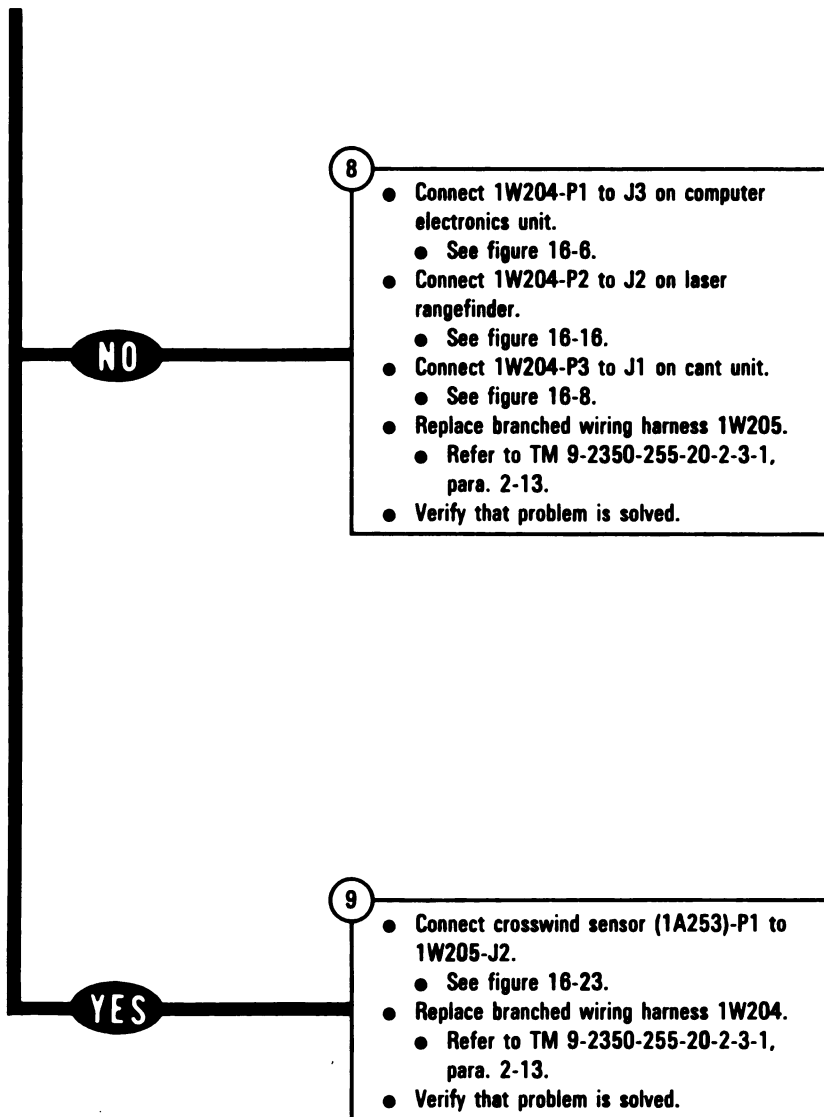 8
● Connect 1W204-P1 to J3 on computer
electronics unit.
● See figure 16-6.
● Connect 1W204-P2 to J2 on laser
rangefinder.
● See figure 16-16.
● Connect 1W204-P3 to J1 on cant unit.
● See figure 16-8.
● Replace branched wiring harness 1W205.
● Refer to TM 9-2350-255-20-2-3-1,
para. 2-13.
● Verify that problem is solved.
NO
9
● Connect crosswind sensor (1A253)-P1 to
1W205-J2.
● See figure 16-23.
● Replace branched wiring harness 1W204.
● Refer to TM 9-2350-255-20-2-3-1,
para. 2-13.
● Verify that problem is solved.
YES